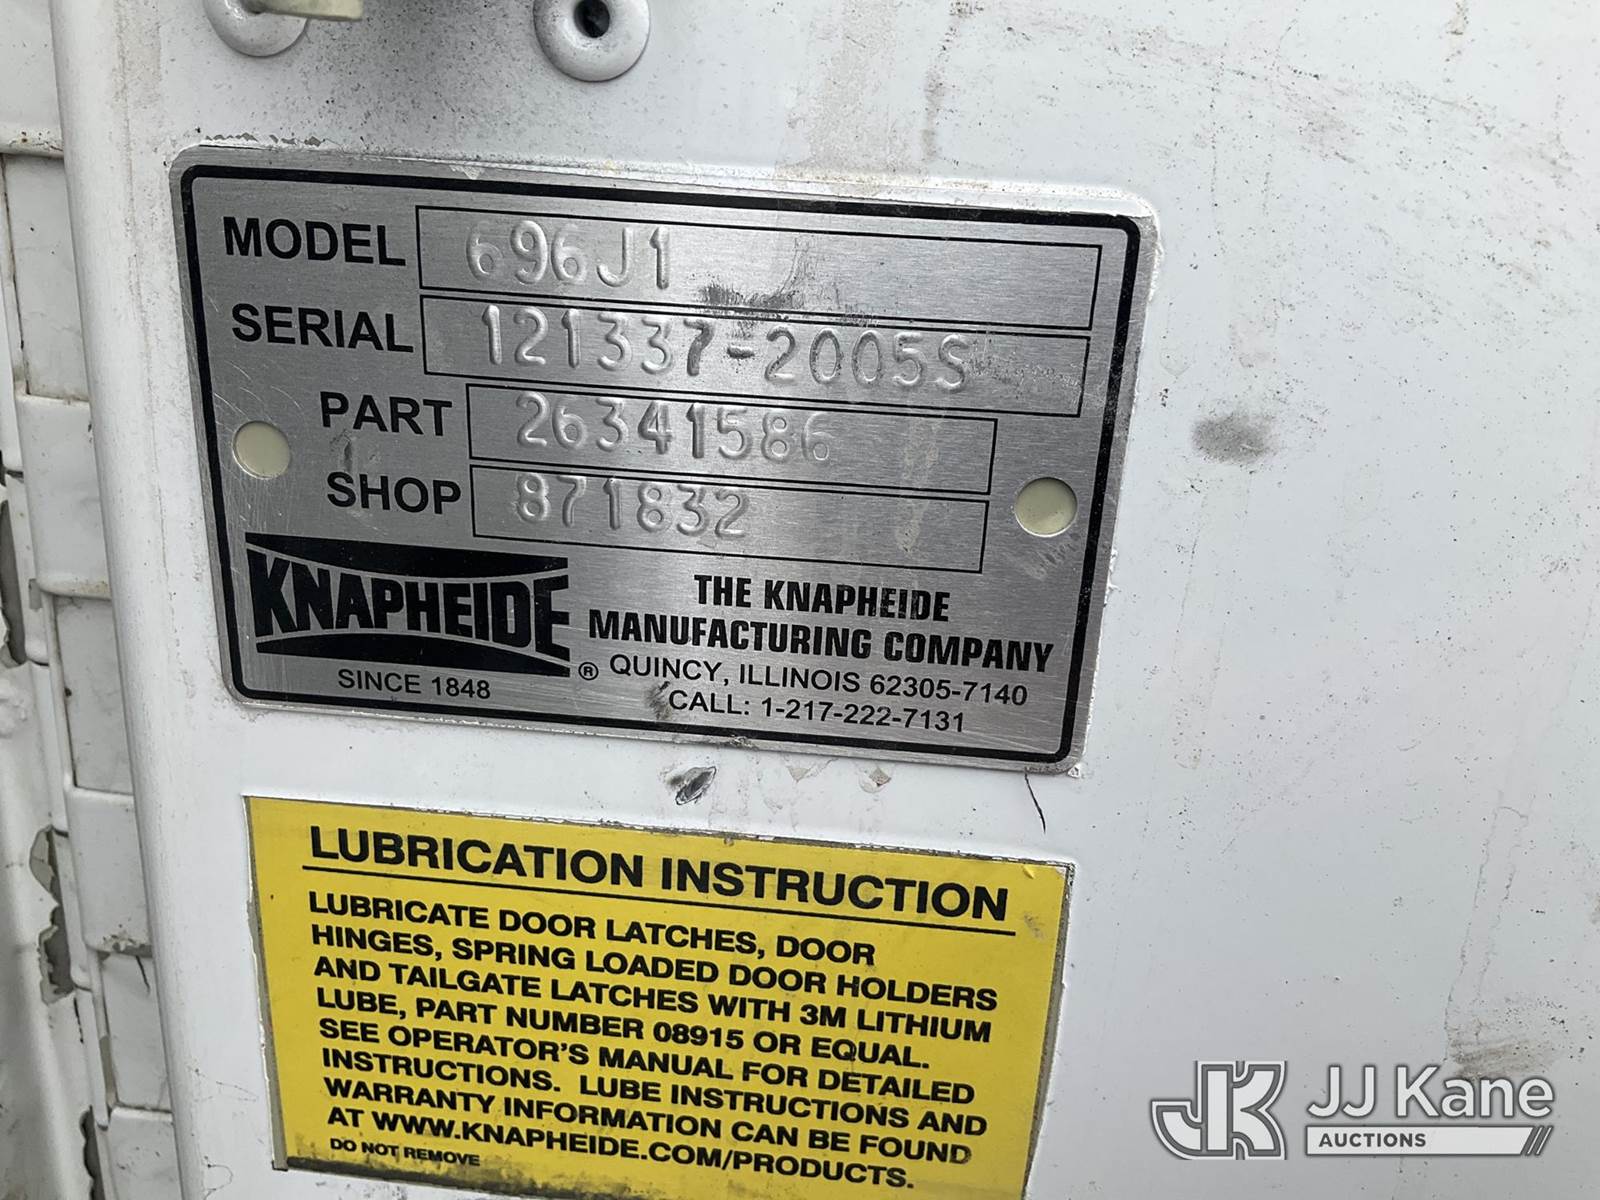 MODEL 696J1
SERIAL 121337-2005S
PART 26341586
SHOP 871832
KNAPHEIDE ®
SINCE 1848
THE KNAPHEIDE
MANUFACTURING COMPANY
QUINCY, ILLINOIS 62305-7140
CALL: 1-217-222-7131
LUBRICATION INSTRUCTION
LUBRICATE DOOR LATCHES, DOOR
HINGES, SPRING LOADED DOOR HOLDERS
AND TAILGATE LATCHES WITH 3M LITHIUM
LUBE, PART NUMBER 08915 OR EQUAL.
SEE OPERATOR'S MANUAL FOR DETAILED
INSTRUCTIONS. LUBE INSTRUCTIONS AND
WARRANTY INFORMATION CAN BE FOUND
AT WWW.KNAPHEIDE.COM/PRODUCTS.
DO NOT REMOVE
JK JJ Kane
AUCTIONS